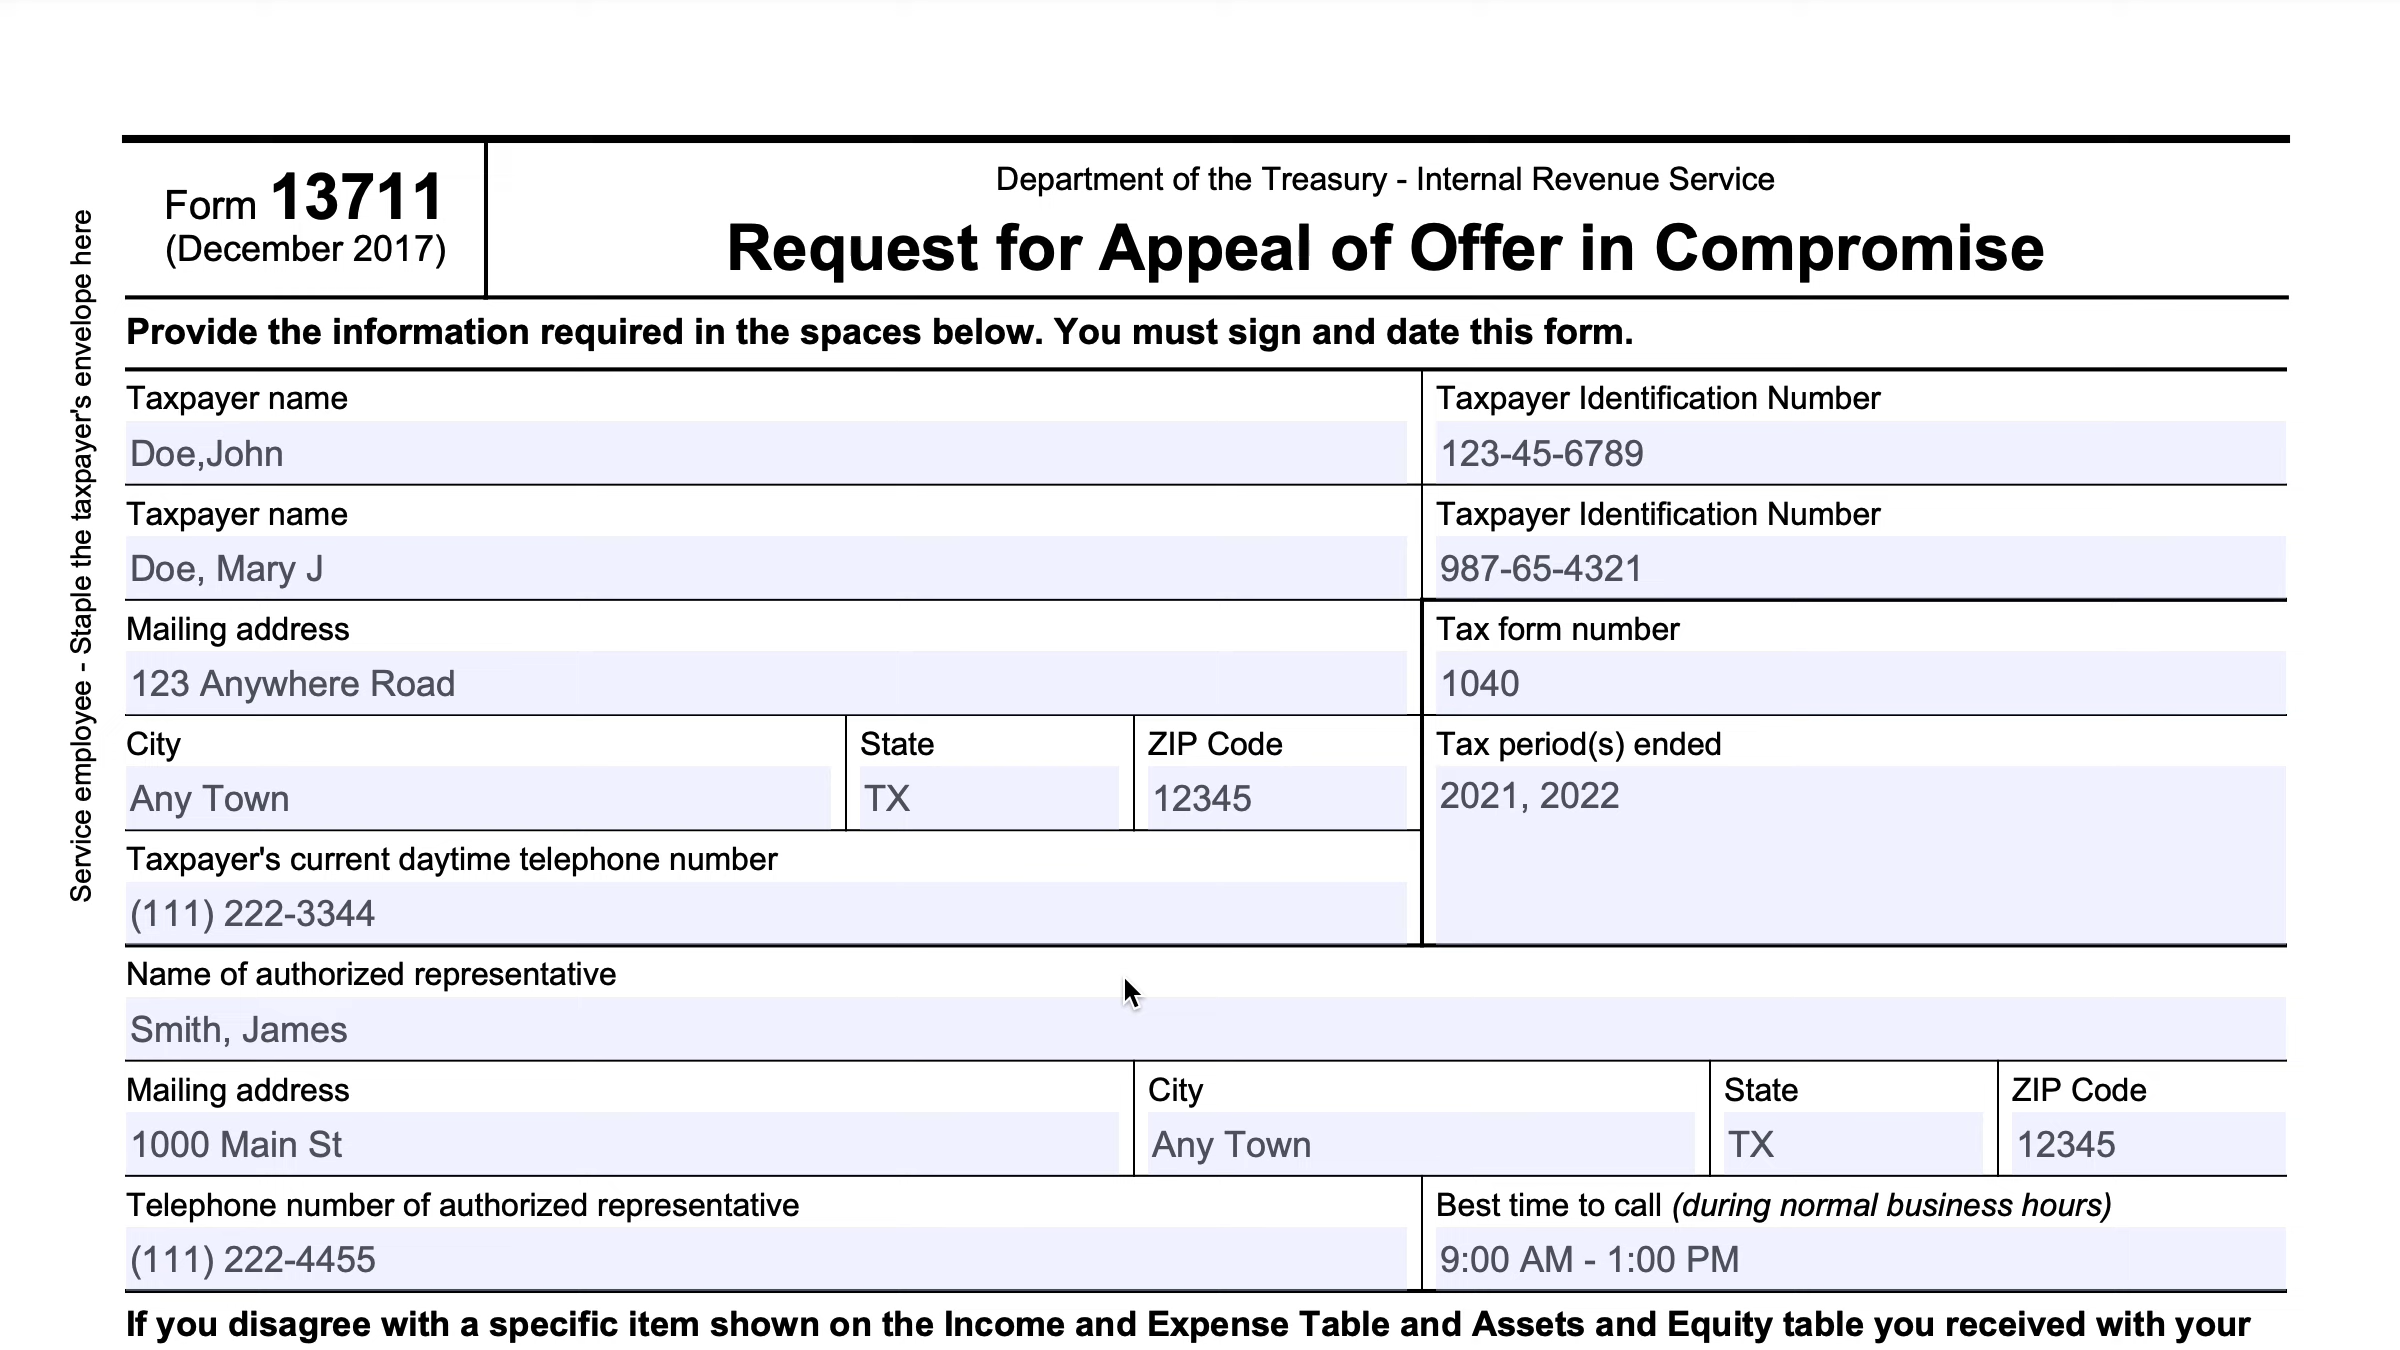 Service employee - Staple the taxpayer's envelope here
Form 13711
(December 2017)
Department of the Treasury - Internal Revenue Service
Request for Appeal of Offer in Compromise
Provide the information required in the spaces below. You must sign and date this form.
Taxpayer name
Doe,John
Taxpayer Identification Number
123-45-6789
Taxpayer name
Doe, Mary J
Taxpayer Identification Number
987-65-4321
Mailing address
123 Anywhere Road
Tax form number
1040
City
Any Town
State
TX
ZIP Code
12345
Tax period(s) ended
2021, 2022
Taxpayer's current daytime telephone number
(111) 222-3344
Name of authorized representative
Smith, James
Mailing address
1000 Main St
City
Any Town
State
TX
ZIP Code
12345
Telephone number of authorized representative
(111) 222-4455
Best time to call (during normal business hours)
9:00 AM - 1:00 PM
If you disagree with a specific item shown on the Income and Expense Table and Assets and Equity table you received with your